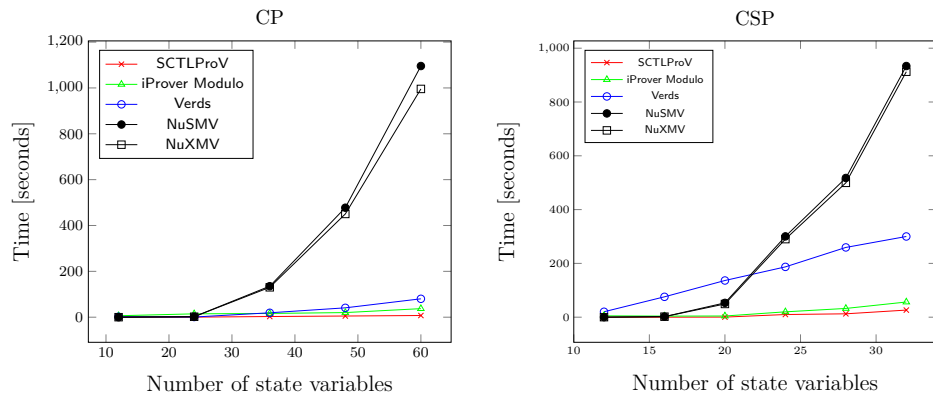 CP
1,200
1,000
800
600
400
200
0
10
20
30
40
50
60
Time [seconds]
Number of state variables
SCTLProV
iProver Modulo
Verds
NuSMV
NuXMV
CSP
1,000
800
600
400
200
0
10
15
20
25
30
Time [seconds]
Number of state variables
SCTLProV
iProver Modulo
Verds
NuSMV
NuXMV